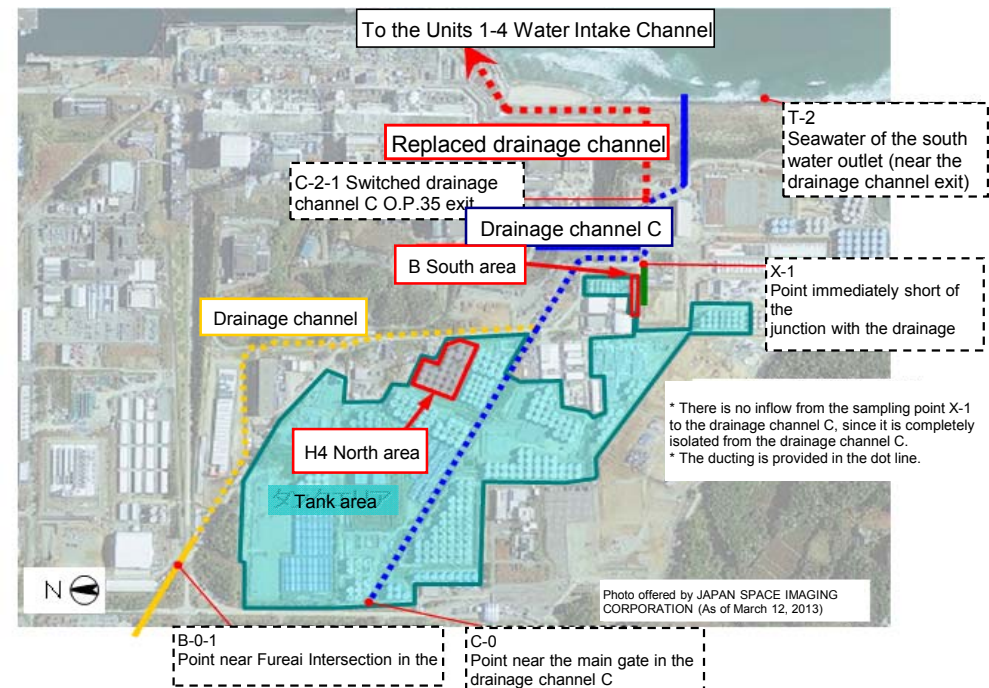 To the Units 1-4 Water Intake Channel
T-2
Seawater of the south
water outlet (near the
drainage channel exit)
Replaced drainage channel
C-2-1 Switched drainage
channel C O.P.35 exit
Drainage channel C
B South area
X-1
Point immediately short of
the
junction with the drainage
Drainage channel
* There is no inflow from the sampling point X-1
to the drainage channel C, since it is completely
isolated from the drainage channel C.
* The ducting is provided in the dot line.
H4 North area
Tank area
N
Photo offered by JAPAN SPACE IMAGING
CORPORATION (As of March 12, 2013)
B-0-1
Point near Fureai Intersection in the
C-0
Point near the main gate in the
drainage channel C